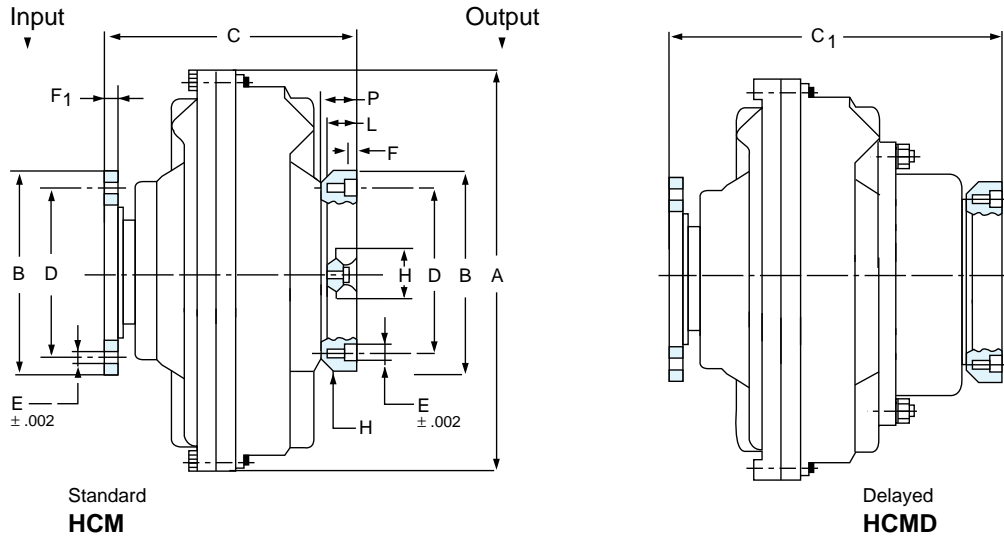 Input
Output
C
C1
F1
P
L
F
B
D
H
D
B
A
E
± .002
H
E
± .002
Standard
HCM
Delayed
HCMD